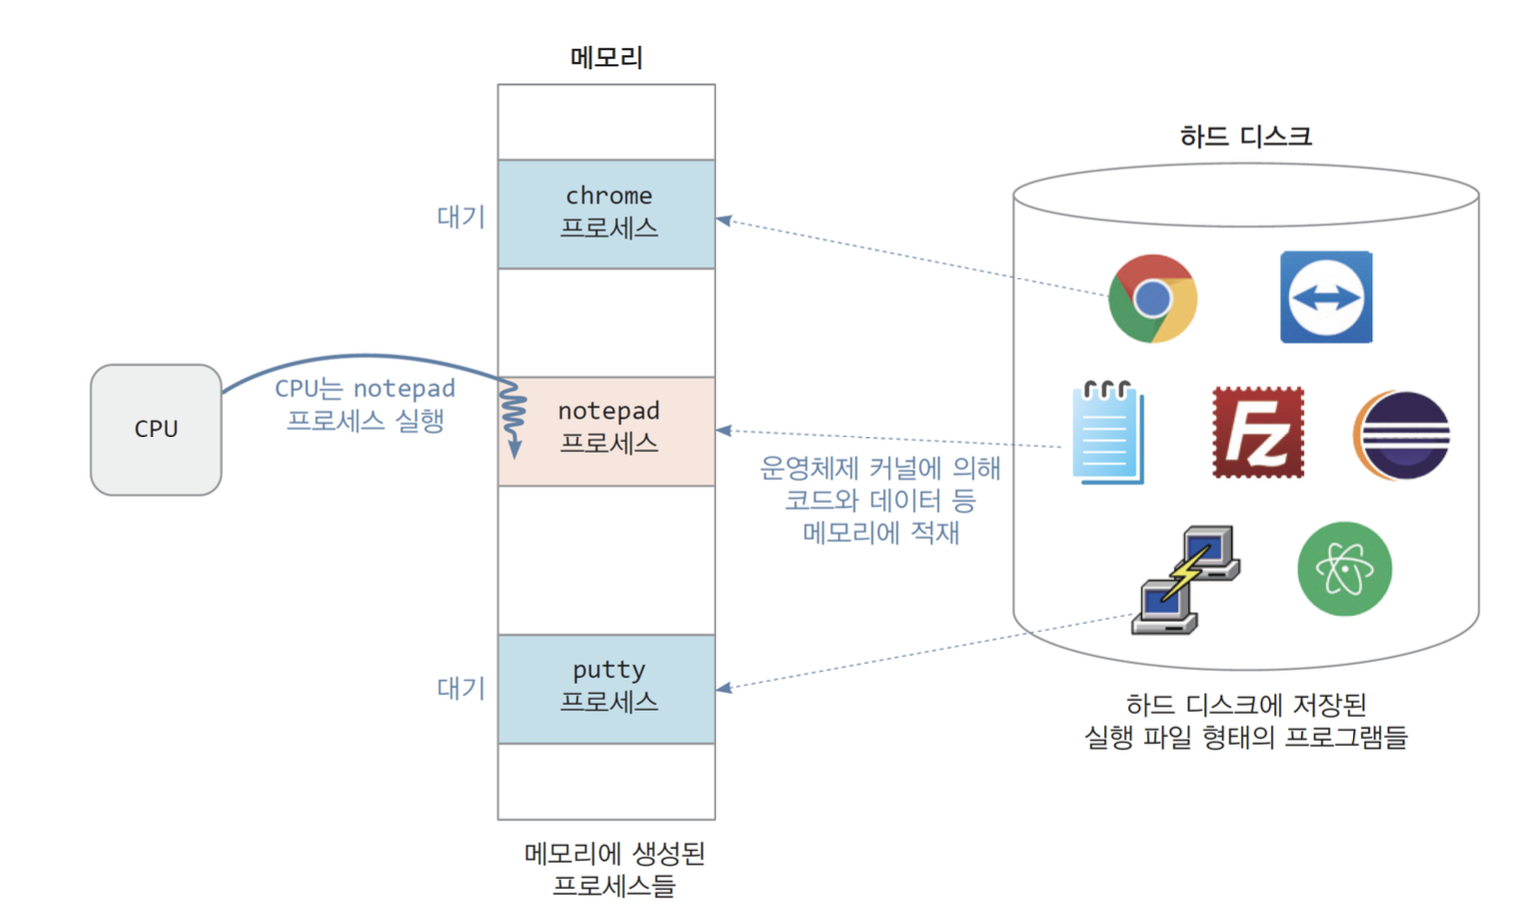 메모리
하드 디스크
대기
chrome
프로세스
CPU
CPU는 notepad
프로세스 실행
notepad
프로세스
운영체제 커널에 의해
코드와 데이터 등
메모리에 적재
Fz
대기
putty
프로세스
하드 디스크에 저장된
실행 파일 형태의 프로그램들
메모리에 생성된
프로세스들